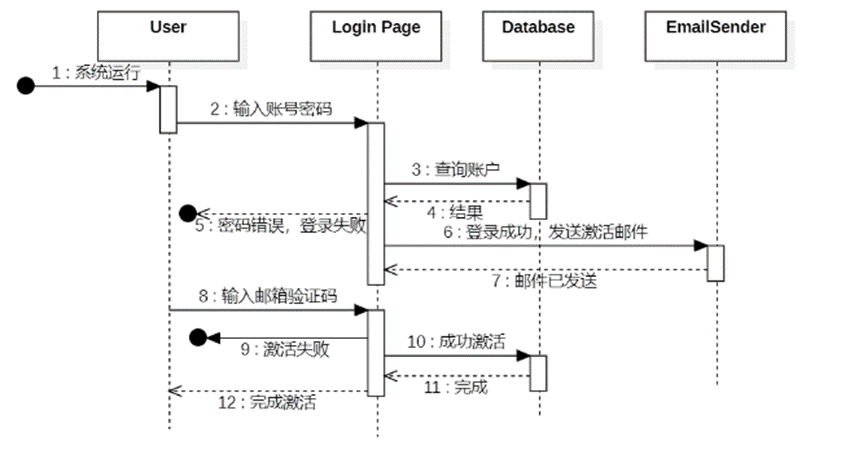 User
Login Page
Database
EmailSender
1 : 系统运行
2 : 输入账号密码
3 : 查询账户
4 : 结果
5 : 密码错误，登录失败
6 : 登录成功，发送激活邮件
7 : 邮件已发送
8 : 输入邮箱验证码
9 : 激活失败
10 : 成功激活
11 : 完成
12 : 完成激活